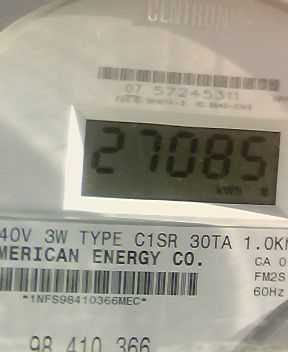 CENTRON
07 57245311
27085
kWh
40V 3W TYPE C1SR 30TA 1.0K
MERICAN ENERGY CO.
CA 0
FM2S
*1NFS98410366MEC*
60Hz
98 410 366